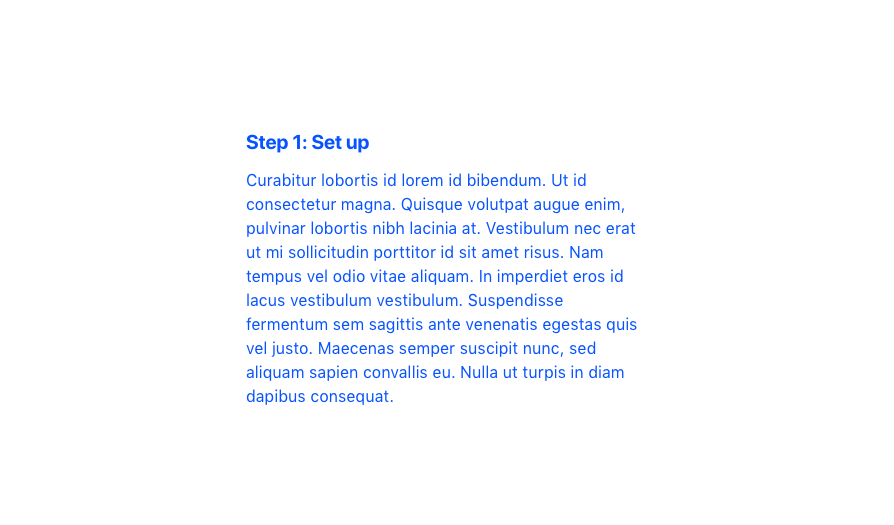 Step 1: Set up
Curabitur lobortis id lorem id bibendum. Ut id
consectetur magna. Quisque volutpat augue enim,
pulvinar lobortis nibh lacinia at. Vestibulum nec erat
ut mi sollicitudin porttitor id sit amet risus. Nam
tempus vel odio vitae aliquam. In imperdiet eros id
lacus vestibulum vestibulum. Suspendisse
fermentum sem sagittis ante venenatis egestas quis
vel justo. Maecenas semper suscipit nunc, sed
aliquam sapien convallis eu. Nulla ut turpis in diam
dapibus consequat.